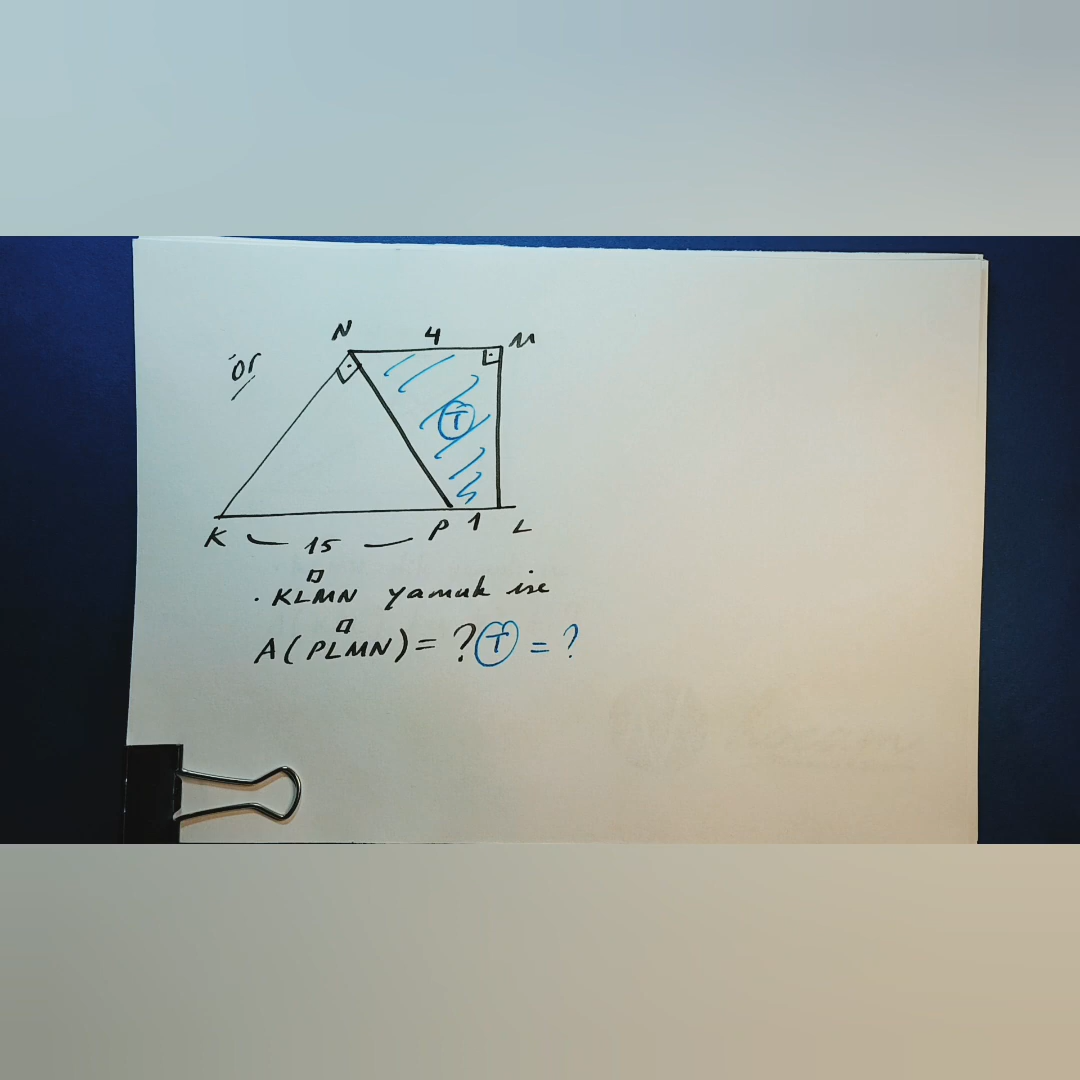 N 4 M
ör
T
K 15 P 1 L
. KLMN yamuk ise
A(PLMN) = ? T = ?